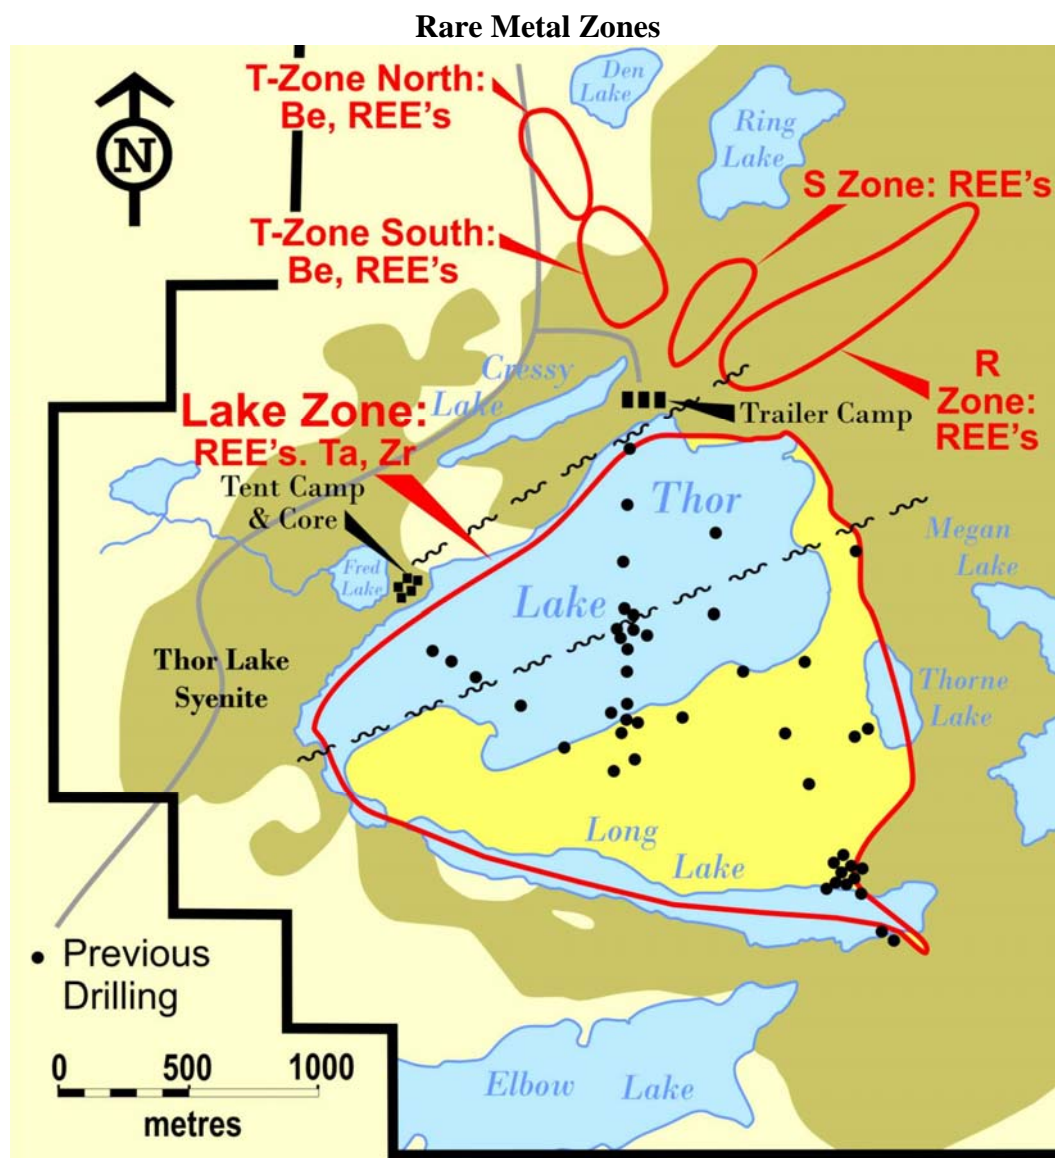 Rare Metal Zones
T-Zone North:
Be, REE's
Den
Lake
Ring
Lake
N
S Zone: REE's
T-Zone South:
Be, REE's
Cressy
Lake
R
Zone:
REE's
Lake Zone:
REE's. Ta, Zr
Trailer Camp
Tent Camp
& Core
Thor
Lake
Megan
Lake
Fred
Lake
Thor Lake
Syenite
Thorne
Lake
Long
Lake
Previous
Drilling
0 500 1000
metres
Elbow Lake